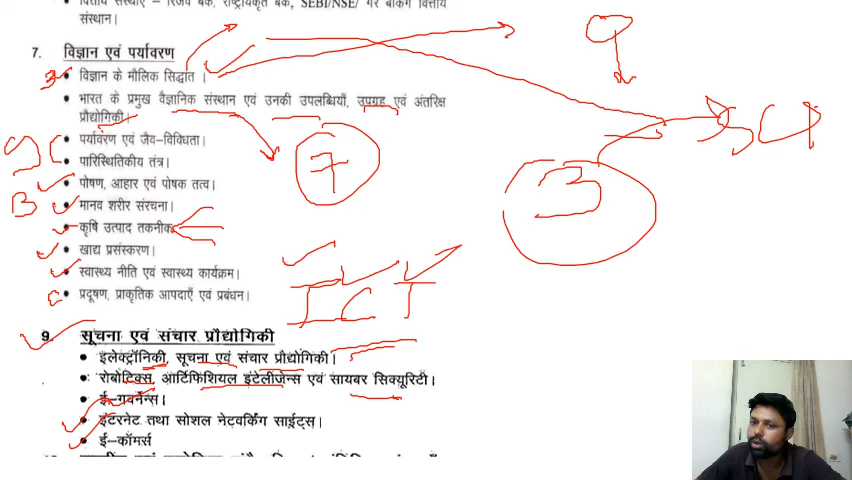 वित्तीय संस्थाएं – रिजर्व बैंक, राष्ट्रीयकृत बैंक, SEBI/NSE/ गैर बैंकिंग वित्तीय
संस्थान।
7. विज्ञान एवं पर्यावरण
• विज्ञान के मौलिक सिद्धांत ।
• भारत के प्रमुख वैज्ञानिक संस्थान एवं उनकी उपलब्धियाँ, उपग्रह एवं अंतरिक्ष
प्रौद्योगिकी।
• पर्यावरण एवं जैव-विविधता।
• पारिस्थितिकीय तंत्र।
• पोषण, आहार एवं पोषक तत्व।
• मानव शरीर संरचना।
• कृषि उत्पाद तकनीक
• खाद्य प्रसंस्करण।
• स्वास्थ्य नीति एवं स्वास्थ्य कार्यक्रम।
• प्रदूषण, प्राकृतिक आपदाएँ एवं प्रबंधन।
9. सूचना एवं संचार प्रौद्योगिकी
• इलेक्ट्रॉनिकी, सूचना एवं संचार प्रौद्योगिकी।
• रोबोटिक्स, आर्टिफिशियल इंटेलीजेन्स एवं सायबर सिक्यूरिटी।
• ई-गवर्नेन्स।
• इंटरनेट तथा सोशल नेटवर्किंग साईट्स।
• ई-कॉमर्स
7
3
B
ICT